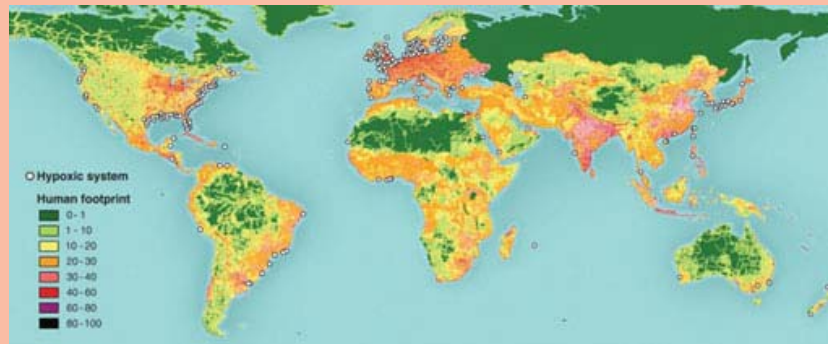 Hypoxic system
Human footprint
0 - 1
1 - 10
10 - 20
20 - 30
30 - 40
40 - 60
60 - 80
80 - 100